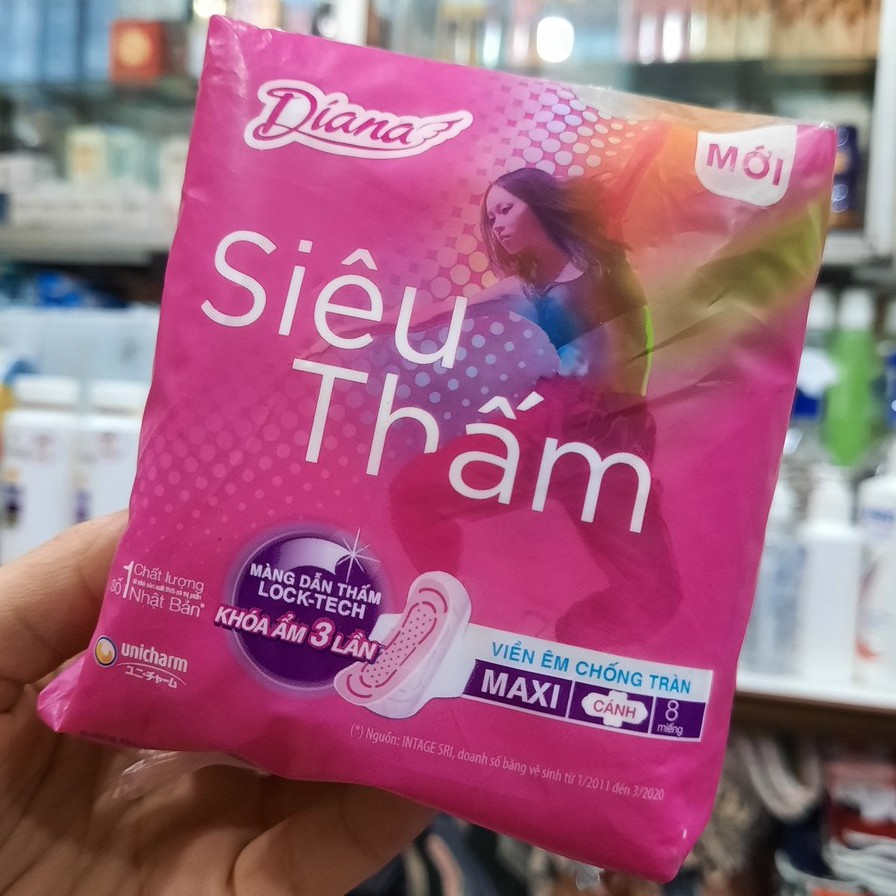 Diana
MỚI
Siêu
Thấm
Số 1
Chất lượng
Nhật Bản*
unicharm
ユニ・チャーム
MÀNG DẪN THẤM
LOCK-TECH
KHÓA ẨM 3 LẦN
VIỀN ÊM CHỐNG TRÀN
MAXI
CÁNH
8
miếng
(*) Nguồn: INTAGE SRI, doanh số băng vệ sinh từ 1/2011 đến 3/2020